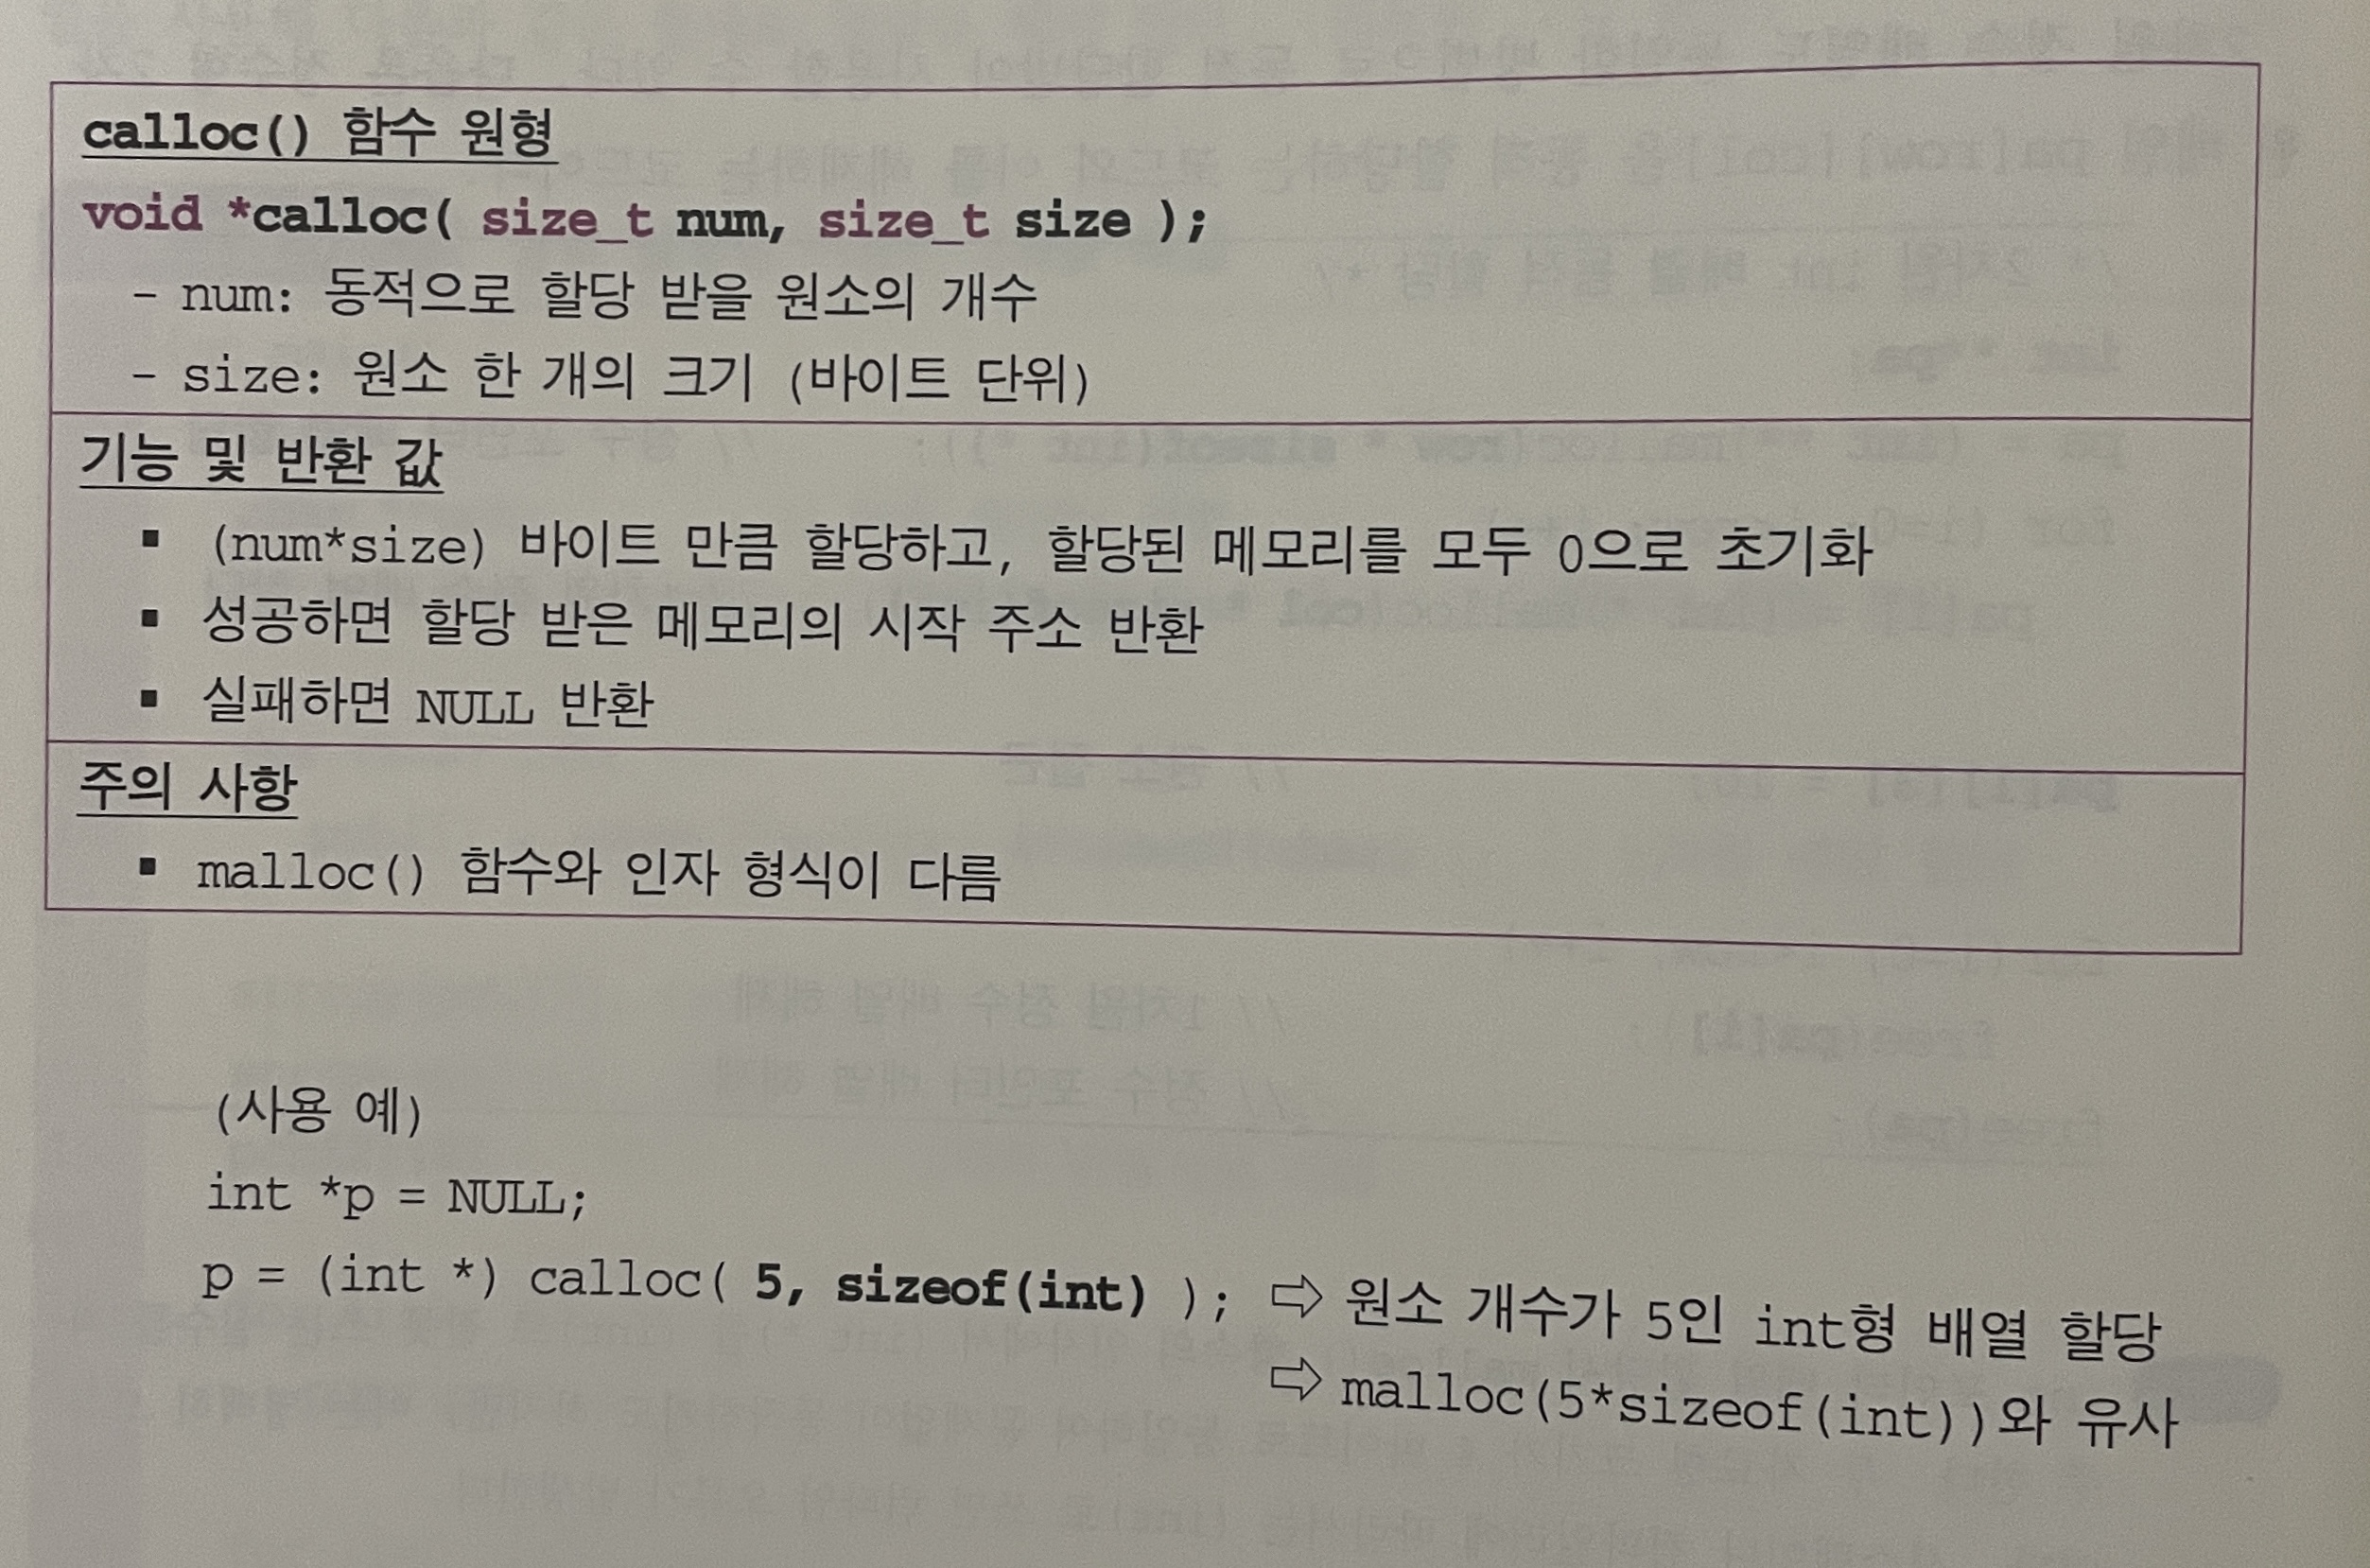 calloc() 함수 원형
void *calloc( size_t num, size_t size );
– num: 동적으로 할당 받을 원소의 개수
– size: 원소 한 개의 크기 (바이트 단위)
기능 및 반환 값
▪ (num*size) 바이트 만큼 할당하고, 할당된 메모리를 모두 0으로 초기화
▪ 성공하면 할당 받은 메모리의 시작 주소 반환
▪ 실패하면 NULL 반환
주의 사항
▪ malloc() 함수와 인자 형식이 다름
(사용 예)
int *p = NULL;
p = (int *) calloc( 5, sizeof(int) ); ⇨ 원소 개수가 5인 int형 배열 할당
⇨ malloc(5*sizeof(int))와 유사